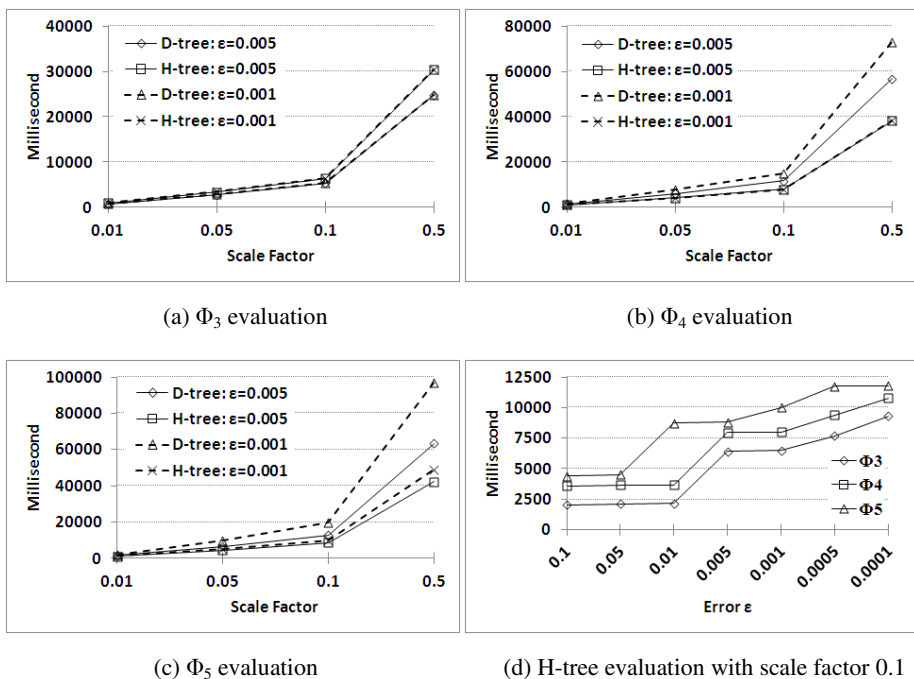 40000
30000
20000
10000
0
Millisecond
D-tree: ε=0.005
H-tree: ε=0.005
D-tree: ε=0.001
H-tree: ε=0.001
0.01 0.05 0.1 0.5
Scale Factor
(a) Φ3 evaluation
80000
60000
40000
20000
0
Millisecond
D-tree: ε=0.005
H-tree: ε=0.005
D-tree: ε=0.001
H-tree: ε=0.001
0.01 0.05 0.1 0.5
Scale Factor
(b) Φ4 evaluation
100000
80000
60000
40000
20000
0
Millisecond
D-tree: ε=0.005
H-tree: ε=0.005
D-tree: ε=0.001
H-tree: ε=0.001
0.01 0.05 0.1 0.5
Scale Factor
(c) Φ5 evaluation
12500
10000
7500
5000
2500
0
Millisecond
Φ3
Φ4
Φ5
0.1 0.05 0.01 0.005 0.001 0.0005 0.0001
Error ε
(d) H-tree evaluation with scale factor 0.1